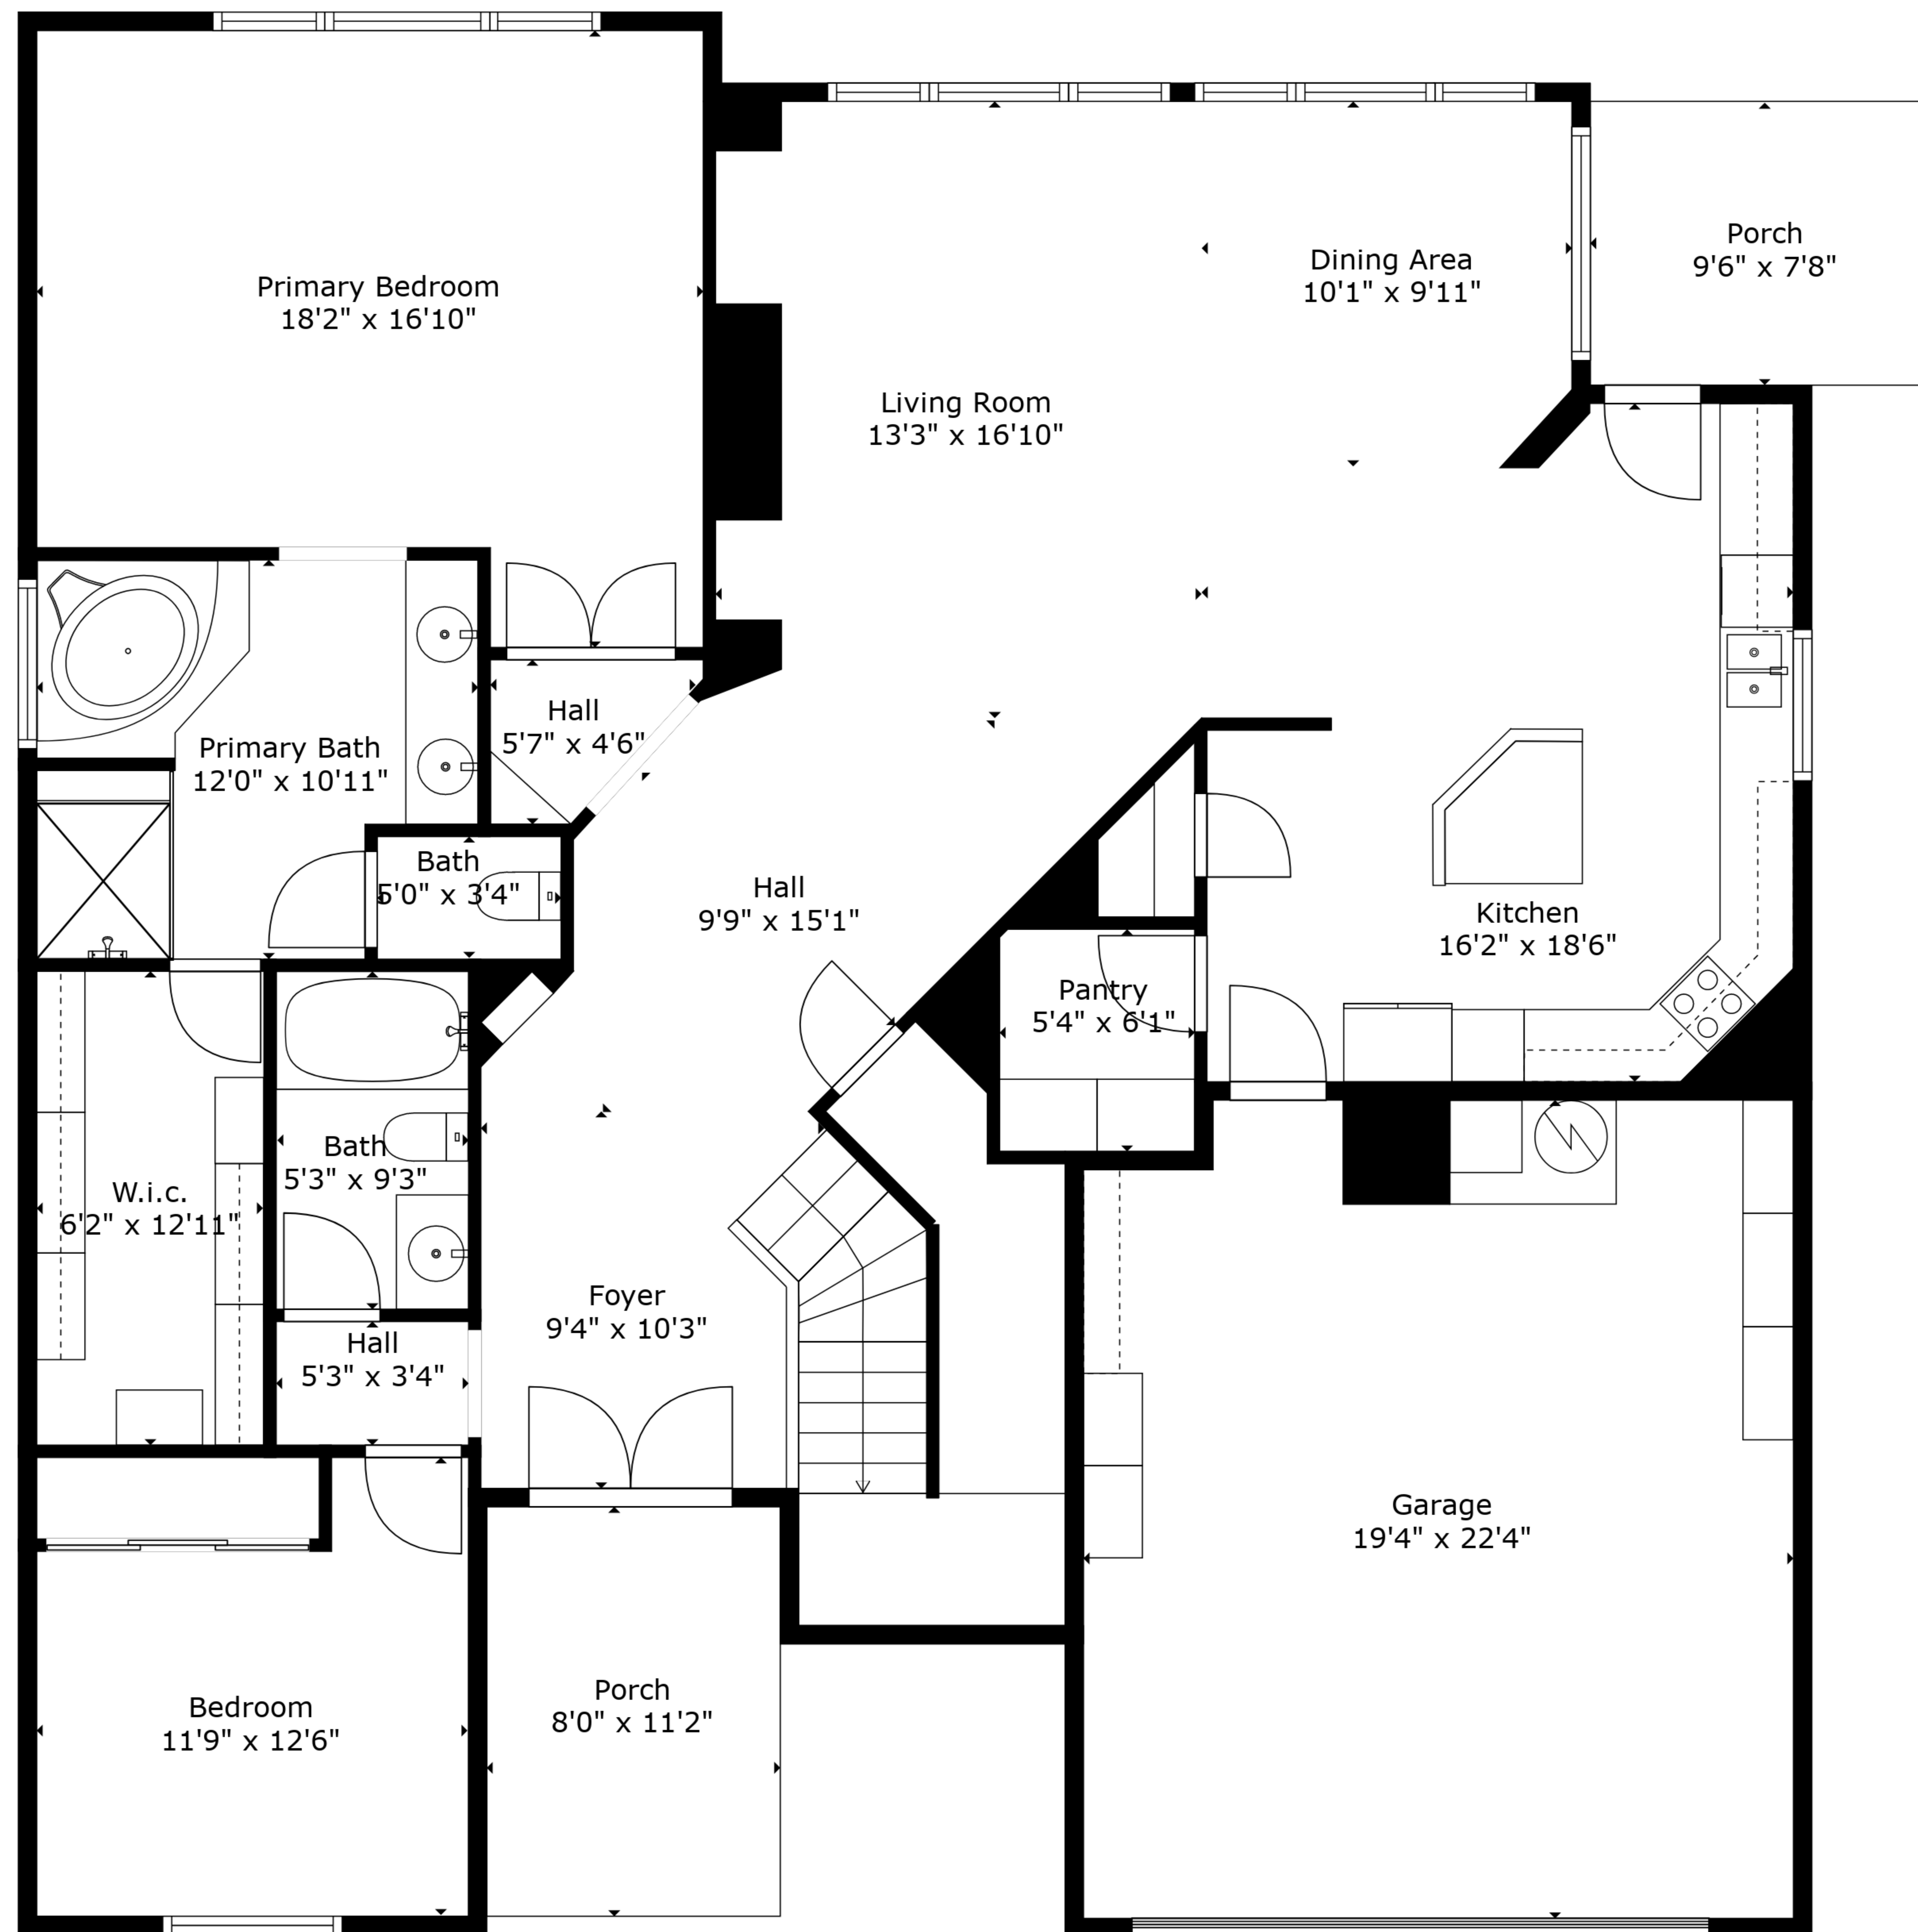 Primary Bedroom
18'2" x 16'10"
Porch
9'6" x 7'8"
Dining Area
10'1" x 9'11"
Living Room
13'3" x 16'10"
Hall
5'7" x 4'6"
Primary Bath
12'0" x 10'11"
Bath
5'0" x 3'4"
Hall
9'9" x 15'1"
Kitchen
16'2" x 18'6"
Pantry
5'4" x 6'1"
Bath
5'3" x 9'3"
W.i.c.
6'2" x 12'11"
Foyer
9'4" x 10'3"
Hall
5'3" x 3'4"
Garage
19'4" x 22'4"
Porch
8'0" x 11'2"
Bedroom
11'9" x 12'6"